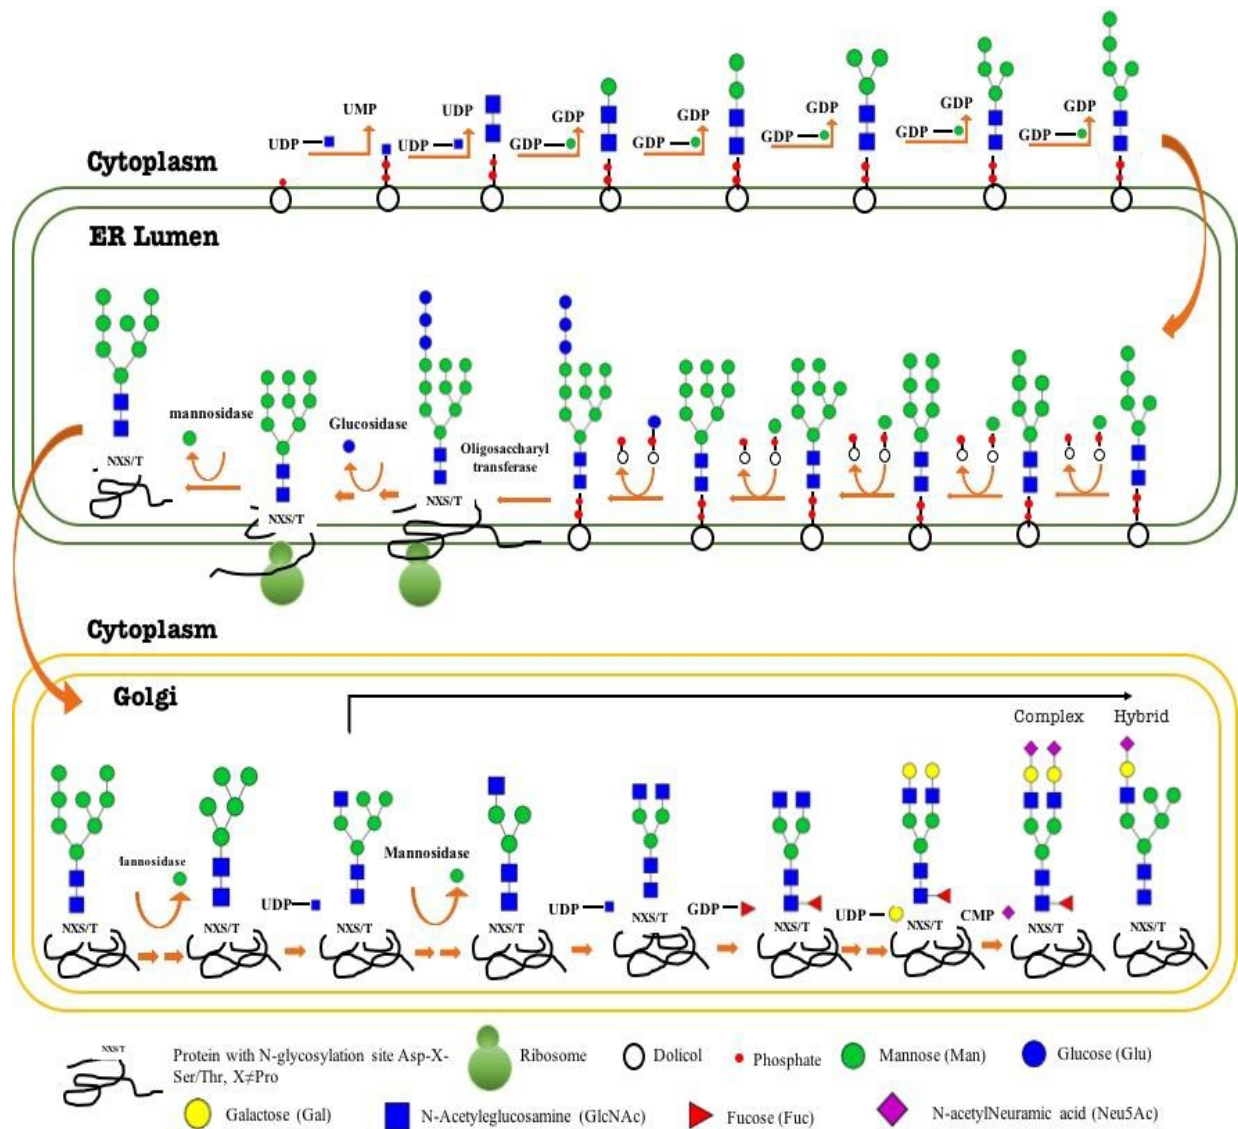 UMP
UDP
UDP
UDP
GDP
GDP
GDP
GDP
GDP
GDP
GDP
GDP
GDP
GDP
UDP
Cytoplasm
ER Lumen
mannosidase
Glucosidase
Oligosaccharyl
transferase
NXS/T
NXS/T
NXS/T
Cytoplasm
Golgi
Complex
Hybrid
Iannosidase
Mannosidase
UDP
UDP
GDP
UDP
CMP
NXS/T
NXS/T
NXS/T
NXS/T
NXS/T
NXS/T
NXS/T
NXS/T
NXS/T
NXS/T
Protein with N-glycosylation site Asp-X-
Ser/Thr, X≠Pro
Ribosome
Dolicol
Phosphate
Mannose (Man)
Glucose (Glu)
Galactose (Gal)
N-Acetyleglucosamine (GlcNAc)
Fucose (Fuc)
N-acetylNeuramic acid (Neu5Ac)